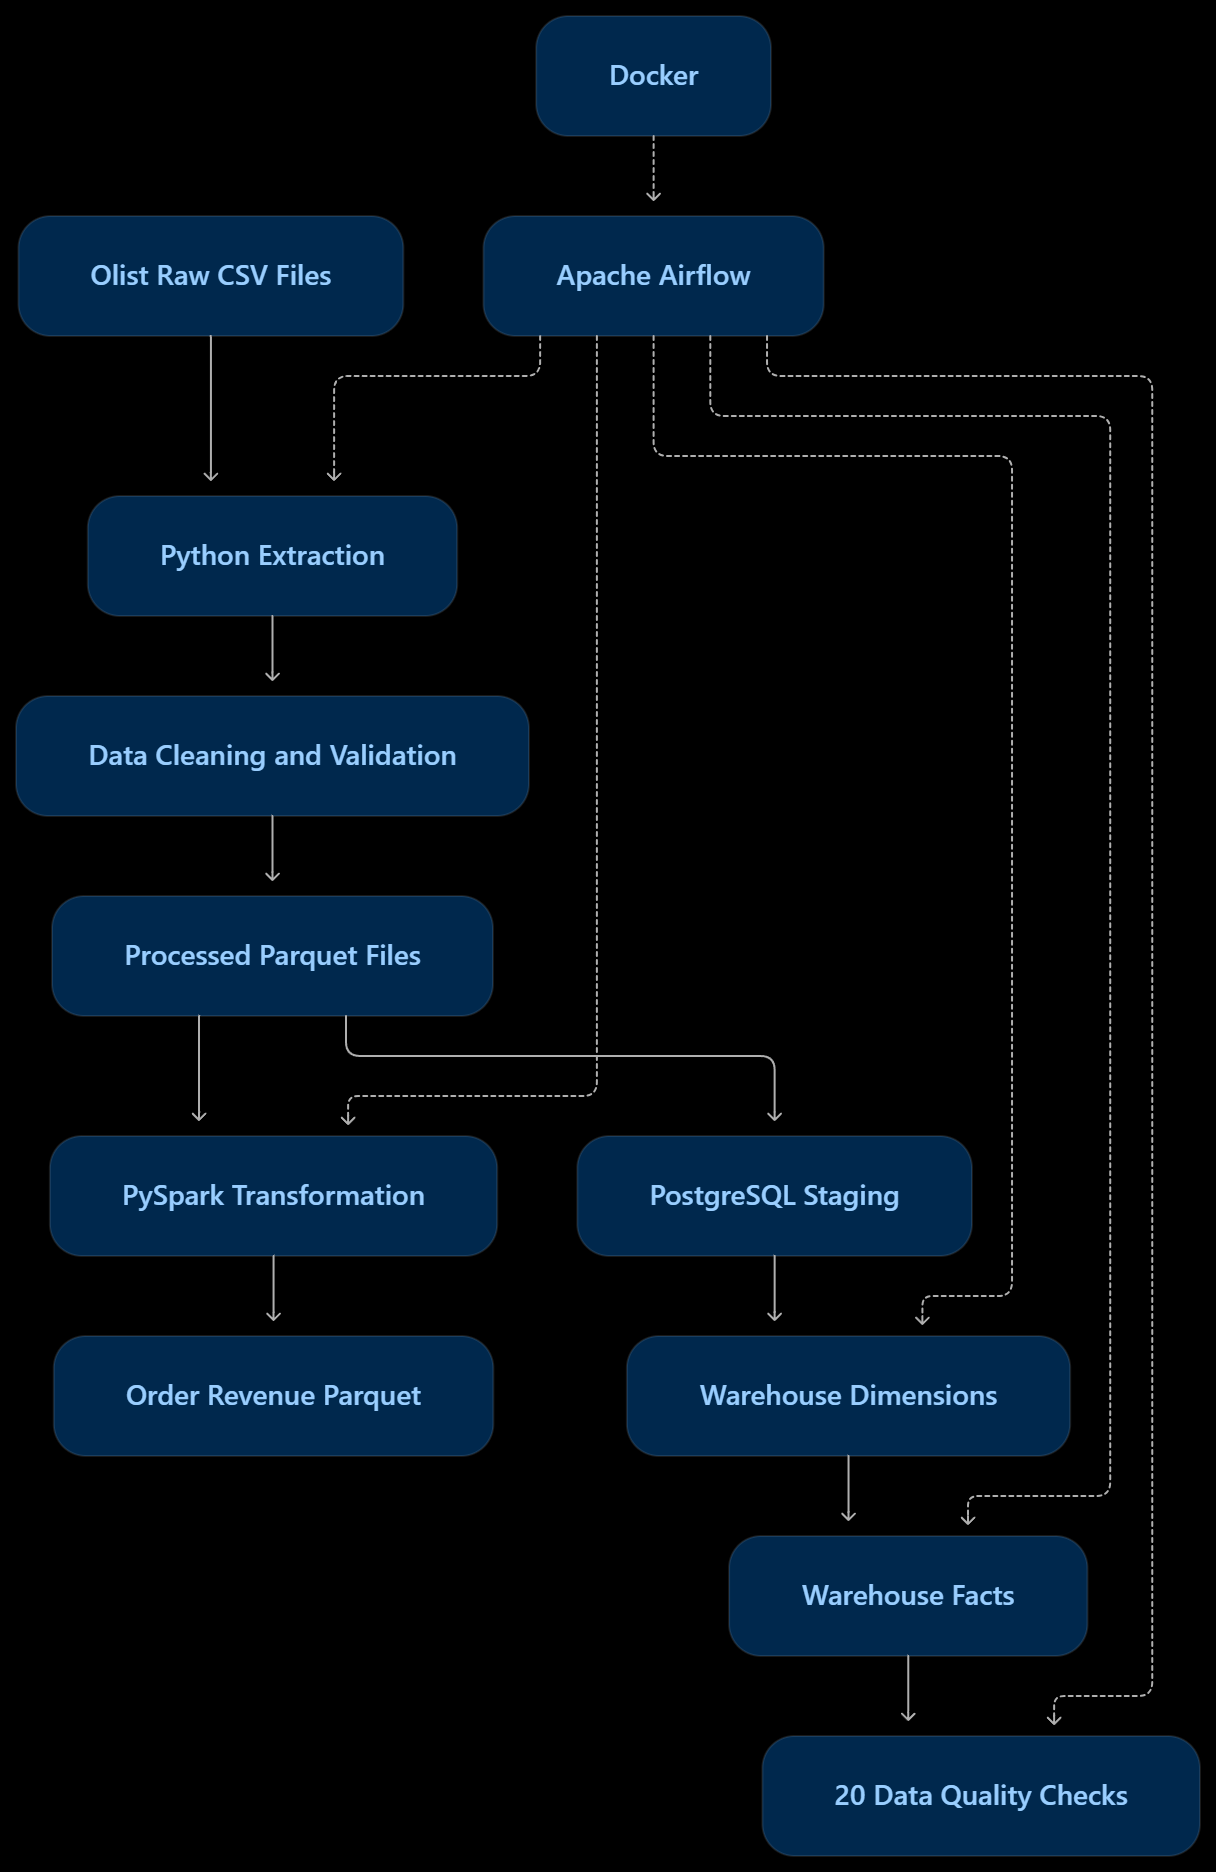 Docker
Olist Raw CSV Files
Apache Airflow
Python Extraction
Data Cleaning and Validation
Processed Parquet Files
PySpark Transformation
PostgreSQL Staging
Order Revenue Parquet
Warehouse Dimensions
Warehouse Facts
20 Data Quality Checks